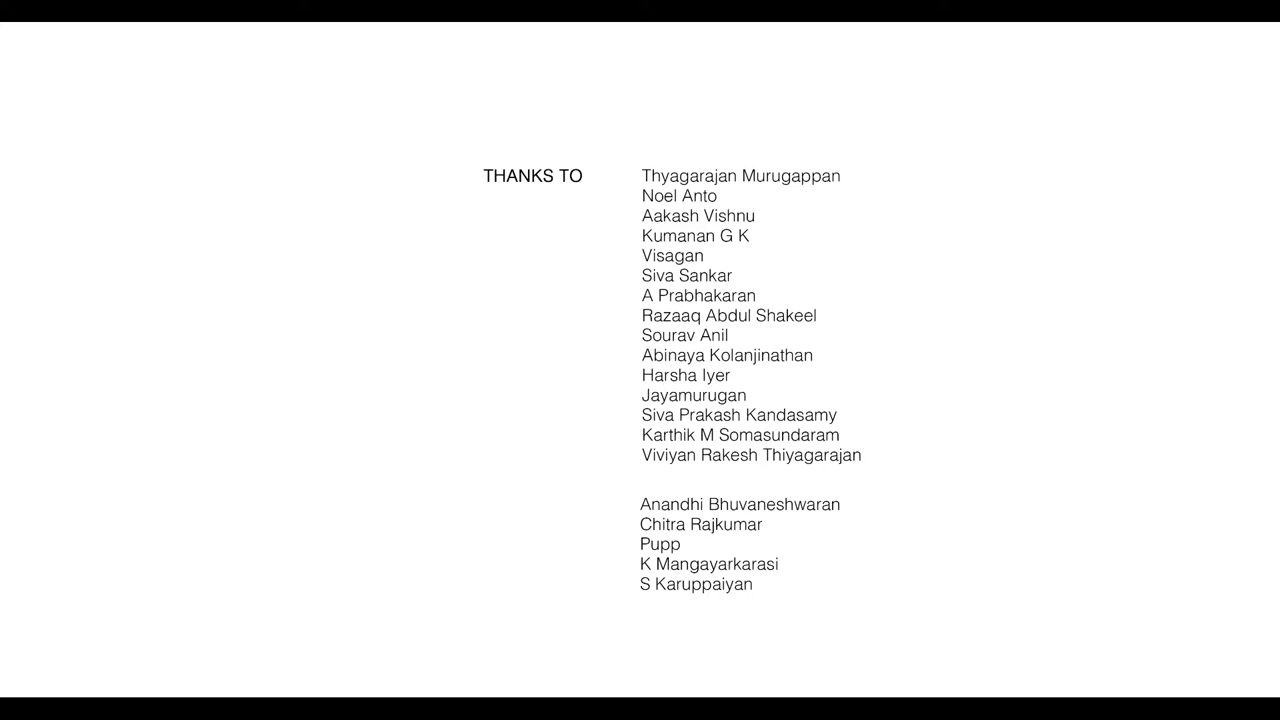 THANKS TO Thyagarajan Murugappan
Noel Anto
Aakash Vishnu
Kumanan G K
Visagan
Siva Sankar
A Prabhakaran
Razaaq Abdul Shakeel
Sourav Anil
Abinaya Kolanjinathan
Harsha Iyer
Jayamurugan
Siva Prakash Kandasamy
Karthik M Somasundaram
Viviyan Rakesh Thiyagarajan
Anandhi Bhuvaneshwaran
Chitra Rajkumar
Pupp
K Mangayarkarasi
S Karuppaiyan